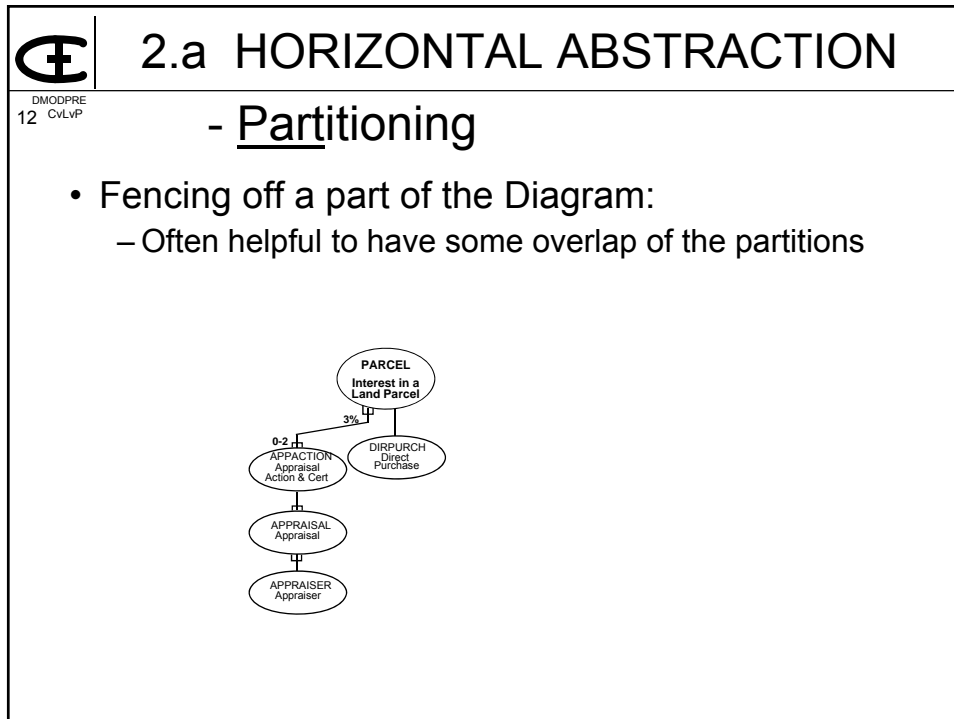 2.a HORIZONTAL ABSTRACTION
DMODPRE
12 CvLvP
- Partitioning
• Fencing off a part of the Diagram:
– Often helpful to have some overlap of the partitions
PARCEL
Interest in a
Land Parcel
3%
0-2
APPACTION
Appraisal
Action & Cert
DIRPURCH
Direct
Purchase
APPRAISAL
Appraisal
APPRAISER
Appraiser